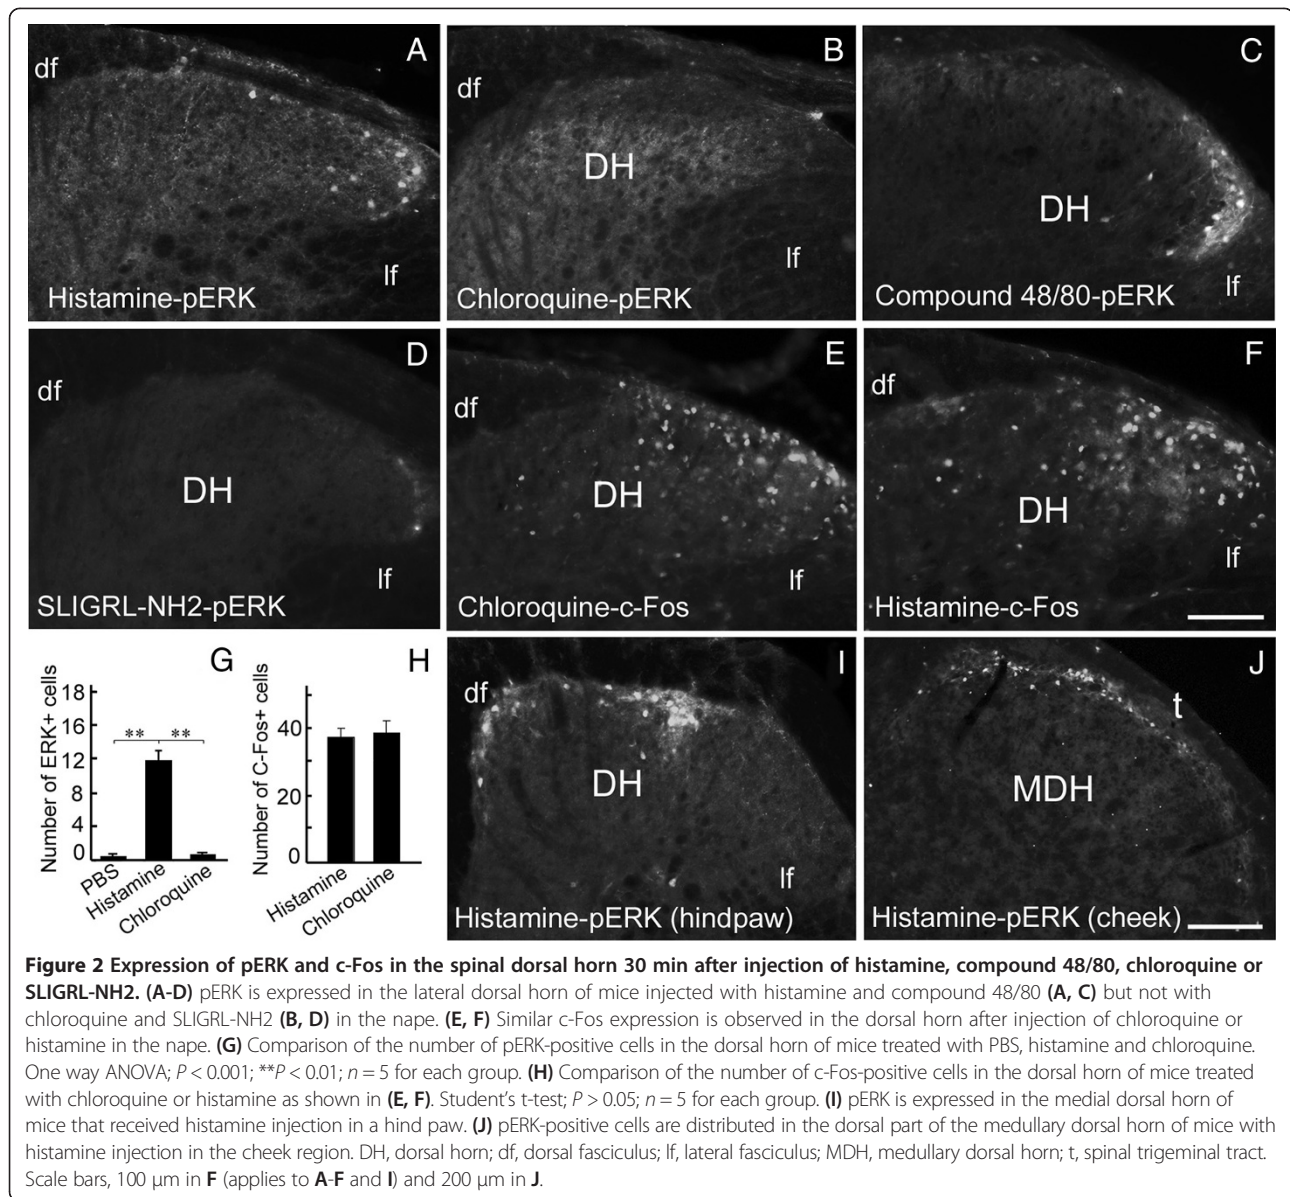 A
df
lf
Histamine-pERK
B
df
DH
lf
Chloroquine-pERK
C
DH
lf
Compound 48/80-pERK
D
df
DH
lf
SLIGRL-NH2-pERK
E
df
DH
lf
Chloroquine-c-Fos
F
df
DH
lf
Histamine-c-Fos
G
Number of ERK+ cells
18
12
8
4
0
** **
PBS
Histamine
Chloroquine
H
Number of C-Fos+ cells
40
20
0
Histamine
Chloroquine
I
df
DH
lf
Histamine-pERK (hindpaw)
J
t
MDH
Histamine-pERK (cheek)
Figure 2 Expression of pERK and c-Fos in the spinal dorsal horn 30 min after injection of histamine, compound 48/80, chloroquine or
SLIGRL-NH2. (A-D) pERK is expressed in the lateral dorsal horn of mice injected with histamine and compound 48/80 (A, C) but not with
chloroquine and SLIGRL-NH2 (B, D) in the nape. (E, F) Similar c-Fos expression is observed in the dorsal horn after injection of chloroquine or
histamine in the nape. (G) Comparison of the number of pERK-positive cells in the dorsal horn of mice treated with PBS, histamine and chloroquine.
One way ANOVA; P < 0.001; **P < 0.01; n = 5 for each group. (H) Comparison of the number of c-Fos-positive cells in the dorsal horn of mice treated
with chloroquine or histamine as shown in (E, F). Student's t-test; P > 0.05; n = 5 for each group. (I) pERK is expressed in the medial dorsal horn of
mice that received histamine injection in a hind paw. (J) pERK-positive cells are distributed in the dorsal part of the medullary dorsal horn of mice with
histamine injection in the cheek region. DH, dorsal horn; df, dorsal fasciculus; lf, lateral fasciculus; MDH, medullary dorsal horn; t, spinal trigeminal tract.
Scale bars, 100 μm in F (applies to A-F and I) and 200 μm in J.